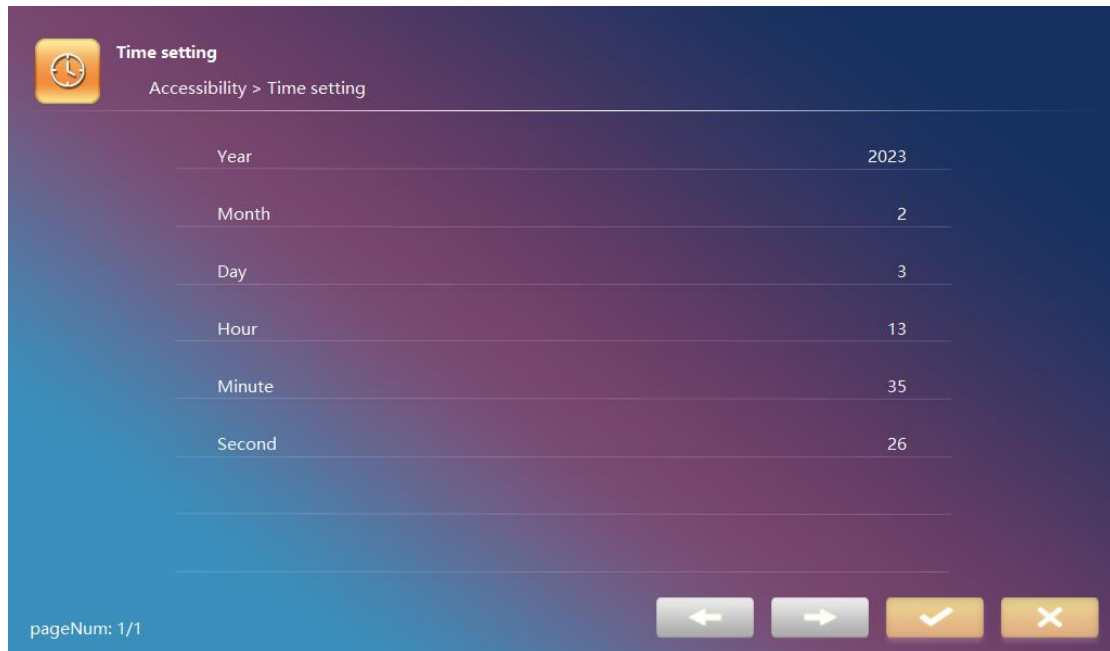 Time setting
Accessibility > Time setting
Year 2023
Month 2
Day 3
Hour 13
Minute 35
Second 26
pageNum: 1/1